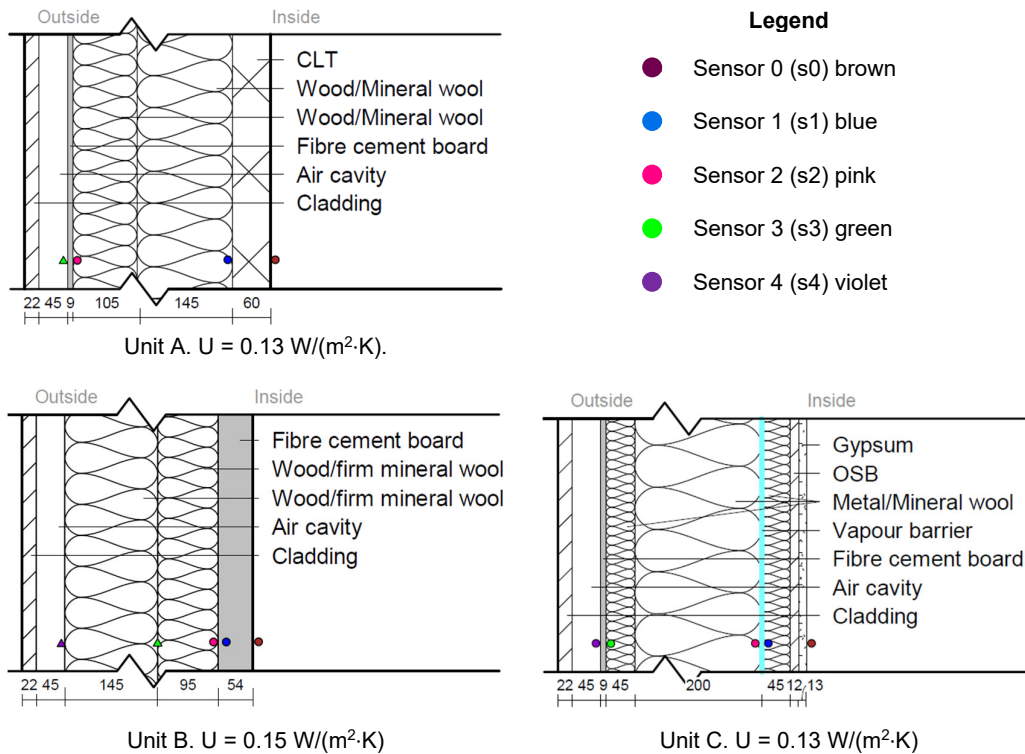 Outside
Inside
CLT
Wood/Mineral wool
Wood/Mineral wool
Fibre cement board
Air cavity
Cladding
22 45 9 105 145 60
Unit A. U = 0.13 W/(m²·K).
Legend
Sensor 0 (s0) brown
Sensor 1 (s1) blue
Sensor 2 (s2) pink
Sensor 3 (s3) green
Sensor 4 (s4) violet
Outside
Inside
Fibre cement board
Wood/firm mineral wool
Wood/firm mineral wool
Air cavity
Cladding
22 45 145 95 54
Unit B. U = 0.15 W/(m²·K)
Outside
Inside
Gypsum
OSB
Metal/Mineral wool
Vapour barrier
Fibre cement board
Air cavity
Cladding
22 45 9 45 200 45 12 13
Unit C. U = 0.13 W/(m²·K)